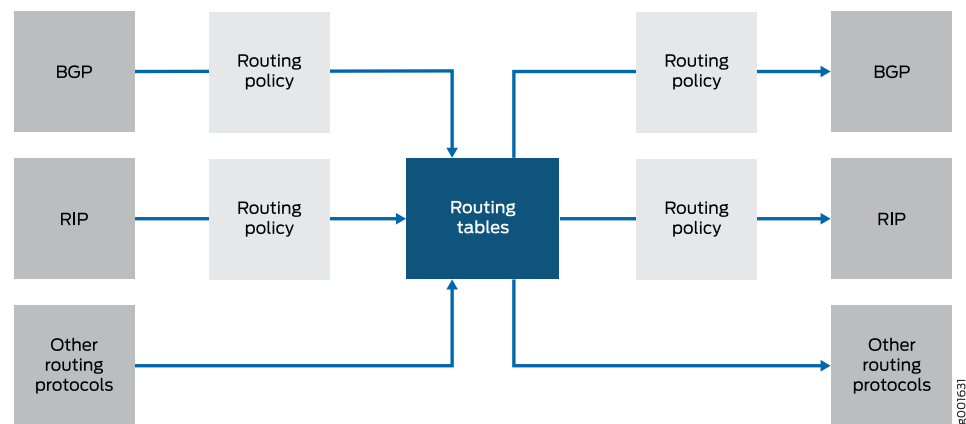 BGP
Routing
policy
Routing
policy
BGP
RIP
Routing
policy
Routing
tables
Routing
policy
RIP
Other
routing
protocols
Other
routing
protocols
g001631